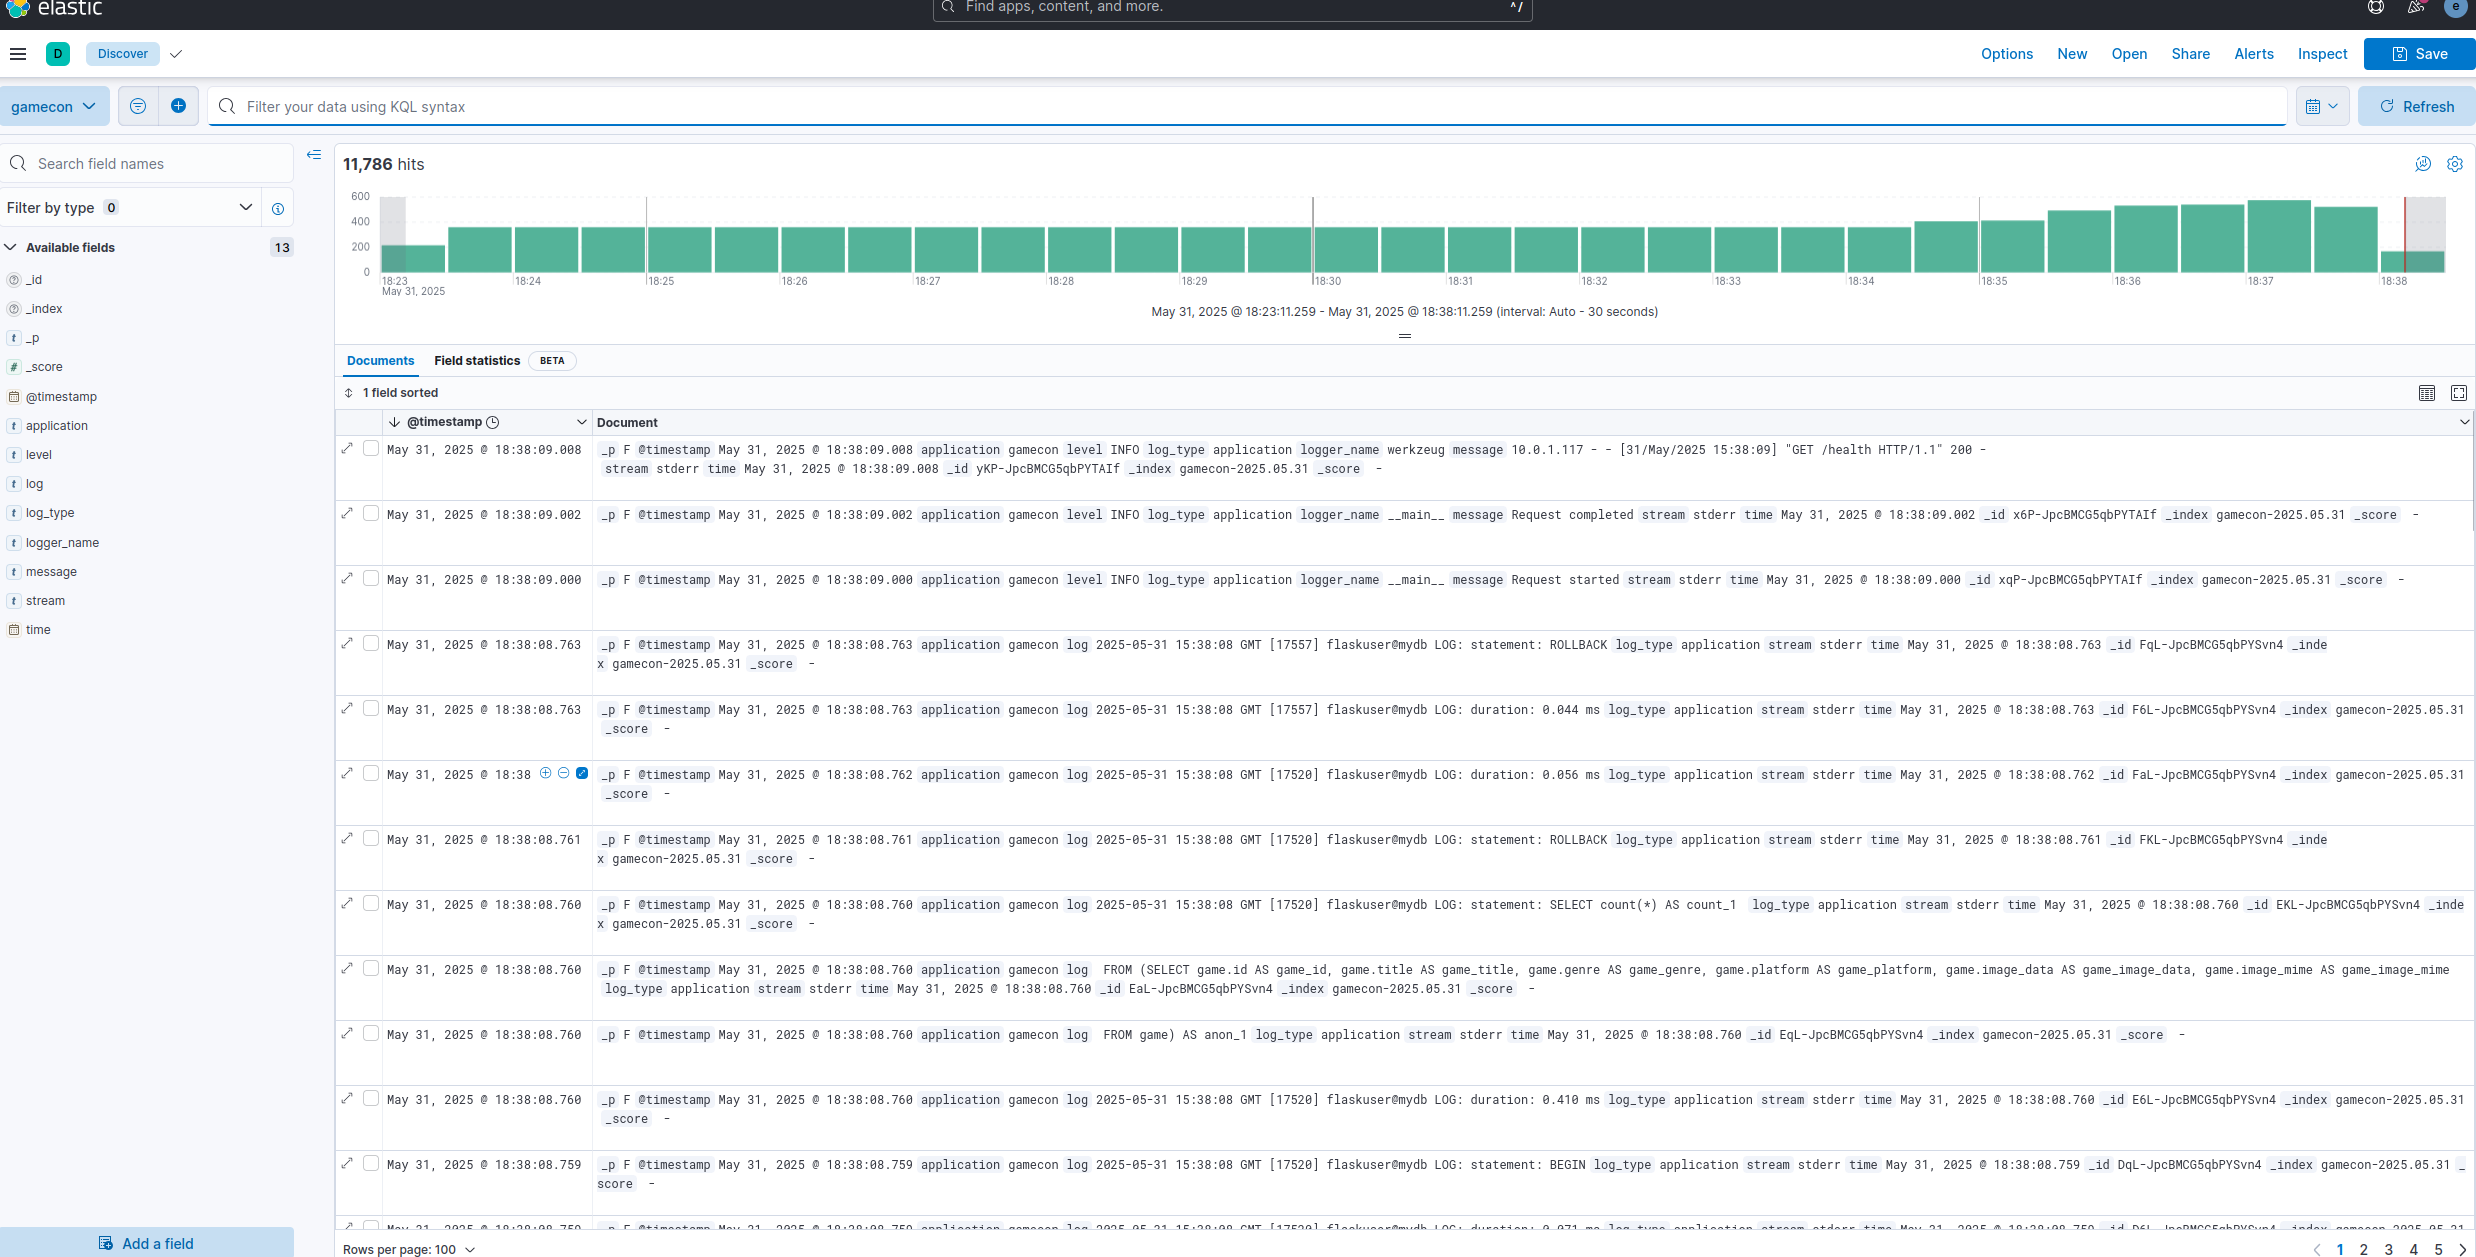 elastic
Find apps, content, and more.
^/
e
D
Discover
Options
New
Open
Share
Alerts
Inspect
Save
gamecon
Filter your data using KQL syntax
Refresh
Search field names
Filter by type 0
Available fields 13
_id
_index
_p
_score
@timestamp
application
level
log
log_type
logger_name
message
stream
time
Add a field
11,786 hits
600
400
200
0
18:23 18:24 18:25 18:26 18:27 18:28 18:29 18:30 18:31 18:32 18:33 18:34 18:35 18:36 18:37 18:38
May 31, 2025
May 31, 2025 @ 18:23:11.259 - May 31, 2025 @ 18:38:11.259 (interval: Auto - 30 seconds)
Documents Field statistics BETA
1 field sorted
@timestamp Document
May 31, 2025 @ 18:38:09.008 _p F @timestamp May 31, 2025 @ 18:38:09.008 application gamecon level INFO log_type application logger_name werkzeug message 10.0.1.117 - - [31/May/2025 15:38:09] "GET /health HTTP/1.1" 200 -
stream stderr time May 31, 2025 @ 18:38:09.008 _id yKP-JpcBMCG5qbPYTAIf _index gamecon-2025.05.31 _score -
May 31, 2025 @ 18:38:09.002 _p F @timestamp May 31, 2025 @ 18:38:09.002 application gamecon level INFO log_type application logger_name __main__ message Request completed stream stderr time May 31, 2025 @ 18:38:09.002 _id x6P-JpcBMCG5qbPYTAIf _index gamecon-2025.05.31 _score -
May 31, 2025 @ 18:38:09.000 _p F @timestamp May 31, 2025 @ 18:38:09.000 application gamecon level INFO log_type application logger_name __main__ message Request started stream stderr time May 31, 2025 @ 18:38:09.000 _id xqP-JpcBMCG5qbPYTAIf _index gamecon-2025.05.31 _score -
May 31, 2025 @ 18:38:08.763 _p F @timestamp May 31, 2025 @ 18:38:08.763 application gamecon log 2025-05-31 15:38:08 GMT [17557] flaskuser@mydb LOG: statement: ROLLBACK log_type application stream stderr time May 31, 2025 @ 18:38:08.763 _id FqL-JpcBMCG5qbPYSvn4 _inde
x gamecon-2025.05.31 _score -
May 31, 2025 @ 18:38:08.763 _p F @timestamp May 31, 2025 @ 18:38:08.763 application gamecon log 2025-05-31 15:38:08 GMT [17557] flaskuser@mydb LOG: duration: 0.044 ms log_type application stream stderr time May 31, 2025 @ 18:38:08.763 _id F6L-JpcBMCG5qbPYSvn4 _index gamecon-2025.05.31
_score -
May 31, 2025 @ 18:38 _p F @timestamp May 31, 2025 @ 18:38:08.762 application gamecon log 2025-05-31 15:38:08 GMT [17520] flaskuser@mydb LOG: duration: 0.056 ms log_type application stream stderr time May 31, 2025 @ 18:38:08.762 _id FaL-JpcBMCG5qbPYSvn4 _index gamecon-2025.05.31
_score -
May 31, 2025 @ 18:38:08.761 _p F @timestamp May 31, 2025 @ 18:38:08.761 application gamecon log 2025-05-31 15:38:08 GMT [17520] flaskuser@mydb LOG: statement: ROLLBACK log_type application stream stderr time May 31, 2025 @ 18:38:08.761 _id FKL-JpcBMCG5qbPYSvn4 _inde
x gamecon-2025.05.31 _score -
May 31, 2025 @ 18:38:08.760 _p F @timestamp May 31, 2025 @ 18:38:08.760 application gamecon log 2025-05-31 15:38:08 GMT [17520] flaskuser@mydb LOG: statement: SELECT count(*) AS count_1 log_type application stream stderr time May 31, 2025 @ 18:38:08.760 _id EKL-JpcBMCG5qbPYSvn4 _inde
x gamecon-2025.05.31 _score -
May 31, 2025 @ 18:38:08.760 _p F @timestamp May 31, 2025 @ 18:38:08.760 application gamecon log FROM (SELECT game.id AS game_id, game.title AS game_title, game.genre AS game_genre, game.platform AS game_platform, game.image_data AS game_image_data, game.image_mime AS game_image_mime
log_type application stream stderr time May 31, 2025 @ 18:38:08.760 _id EaL-JpcBMCG5qbPYSvn4 _index gamecon-2025.05.31 _score -
May 31, 2025 @ 18:38:08.760 _p F @timestamp May 31, 2025 @ 18:38:08.760 application gamecon log FROM game) AS anon_1 log_type application stream stderr time May 31, 2025 @ 18:38:08.760 _id EqL-JpcBMCG5qbPYSvn4 _index gamecon-2025.05.31 _score -
May 31, 2025 @ 18:38:08.760 _p F @timestamp May 31, 2025 @ 18:38:08.760 application gamecon log 2025-05-31 15:38:08 GMT [17520] flaskuser@mydb LOG: duration: 0.410 ms log_type application stream stderr time May 31, 2025 @ 18:38:08.760 _id E6L-JpcBMCG5qbPYSvn4 _index gamecon-2025.05.31
_score -
May 31, 2025 @ 18:38:08.759 _p F @timestamp May 31, 2025 @ 18:38:08.759 application gamecon log 2025-05-31 15:38:08 GMT [17520] flaskuser@mydb LOG: statement: BEGIN log_type application stream stderr time May 31, 2025 @ 18:38:08.759 _id DqL-JpcBMCG5qbPYSvn4 _index gamecon-2025.05.31 _
score -
Rows per page: 100
1 2 3 4 5